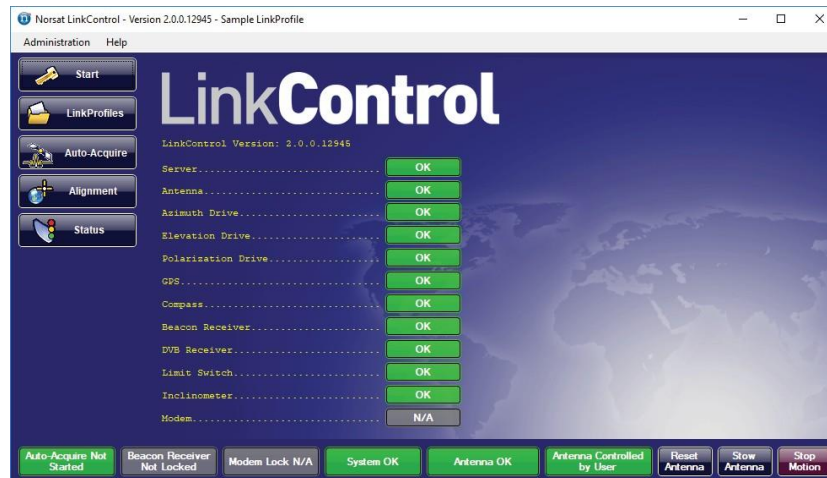 Norsat LinkControl - Version 2.0.0.12945 - Sample LinkProfile
Administration Help
Start
LinkProfiles
Auto-Acquire
Alignment
Status
LinkControl
LinkControl Version: 2.0.0.12945
Server................................ OK
Antenna............................... OK
Azimuth Drive......................... OK
Elevation Drive....................... OK
Polarization Drive.................... OK
GPS................................... OK
Compass............................... OK
Beacon Receiver....................... OK
DVB Receiver.......................... OK
Limit Switch.......................... OK
Inclinometer.......................... OK
Modem................................. N/A
Auto-Acquire Not
Started
Beacon Receiver
Not Locked
Modem Lock N/A
System OK
Antenna OK
Antenna Controlled
by User
Reset
Antenna
Stow
Antenna
Stop
Motion